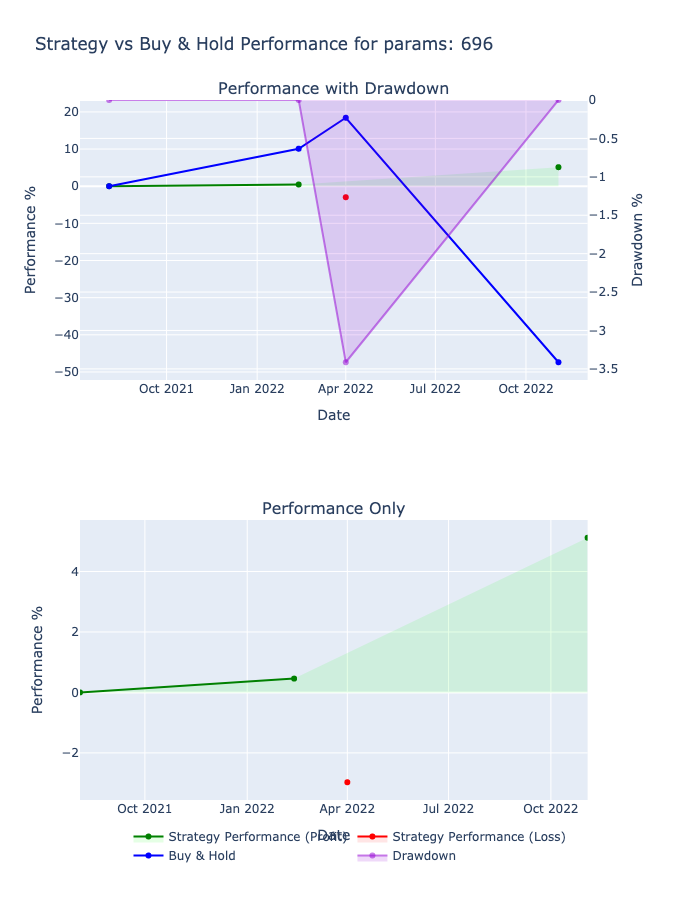 Strategy vs Buy & Hold Performance for params: 696
Performance with Drawdown
20
10
0
−10
−20
−30
−40
−50
Performance %
0
−0.5
−1
−1.5
−2
−2.5
−3
−3.5
Drawdown %
Oct 2021 Jan 2022 Apr 2022 Jul 2022 Oct 2022
Date
Performance Only
4
2
0
−2
Performance %
Oct 2021 Jan 2022 Apr 2022 Jul 2022 Oct 2022
Date
Strategy Performance (Profit) Strategy Performance (Loss)
Buy & Hold Drawdown